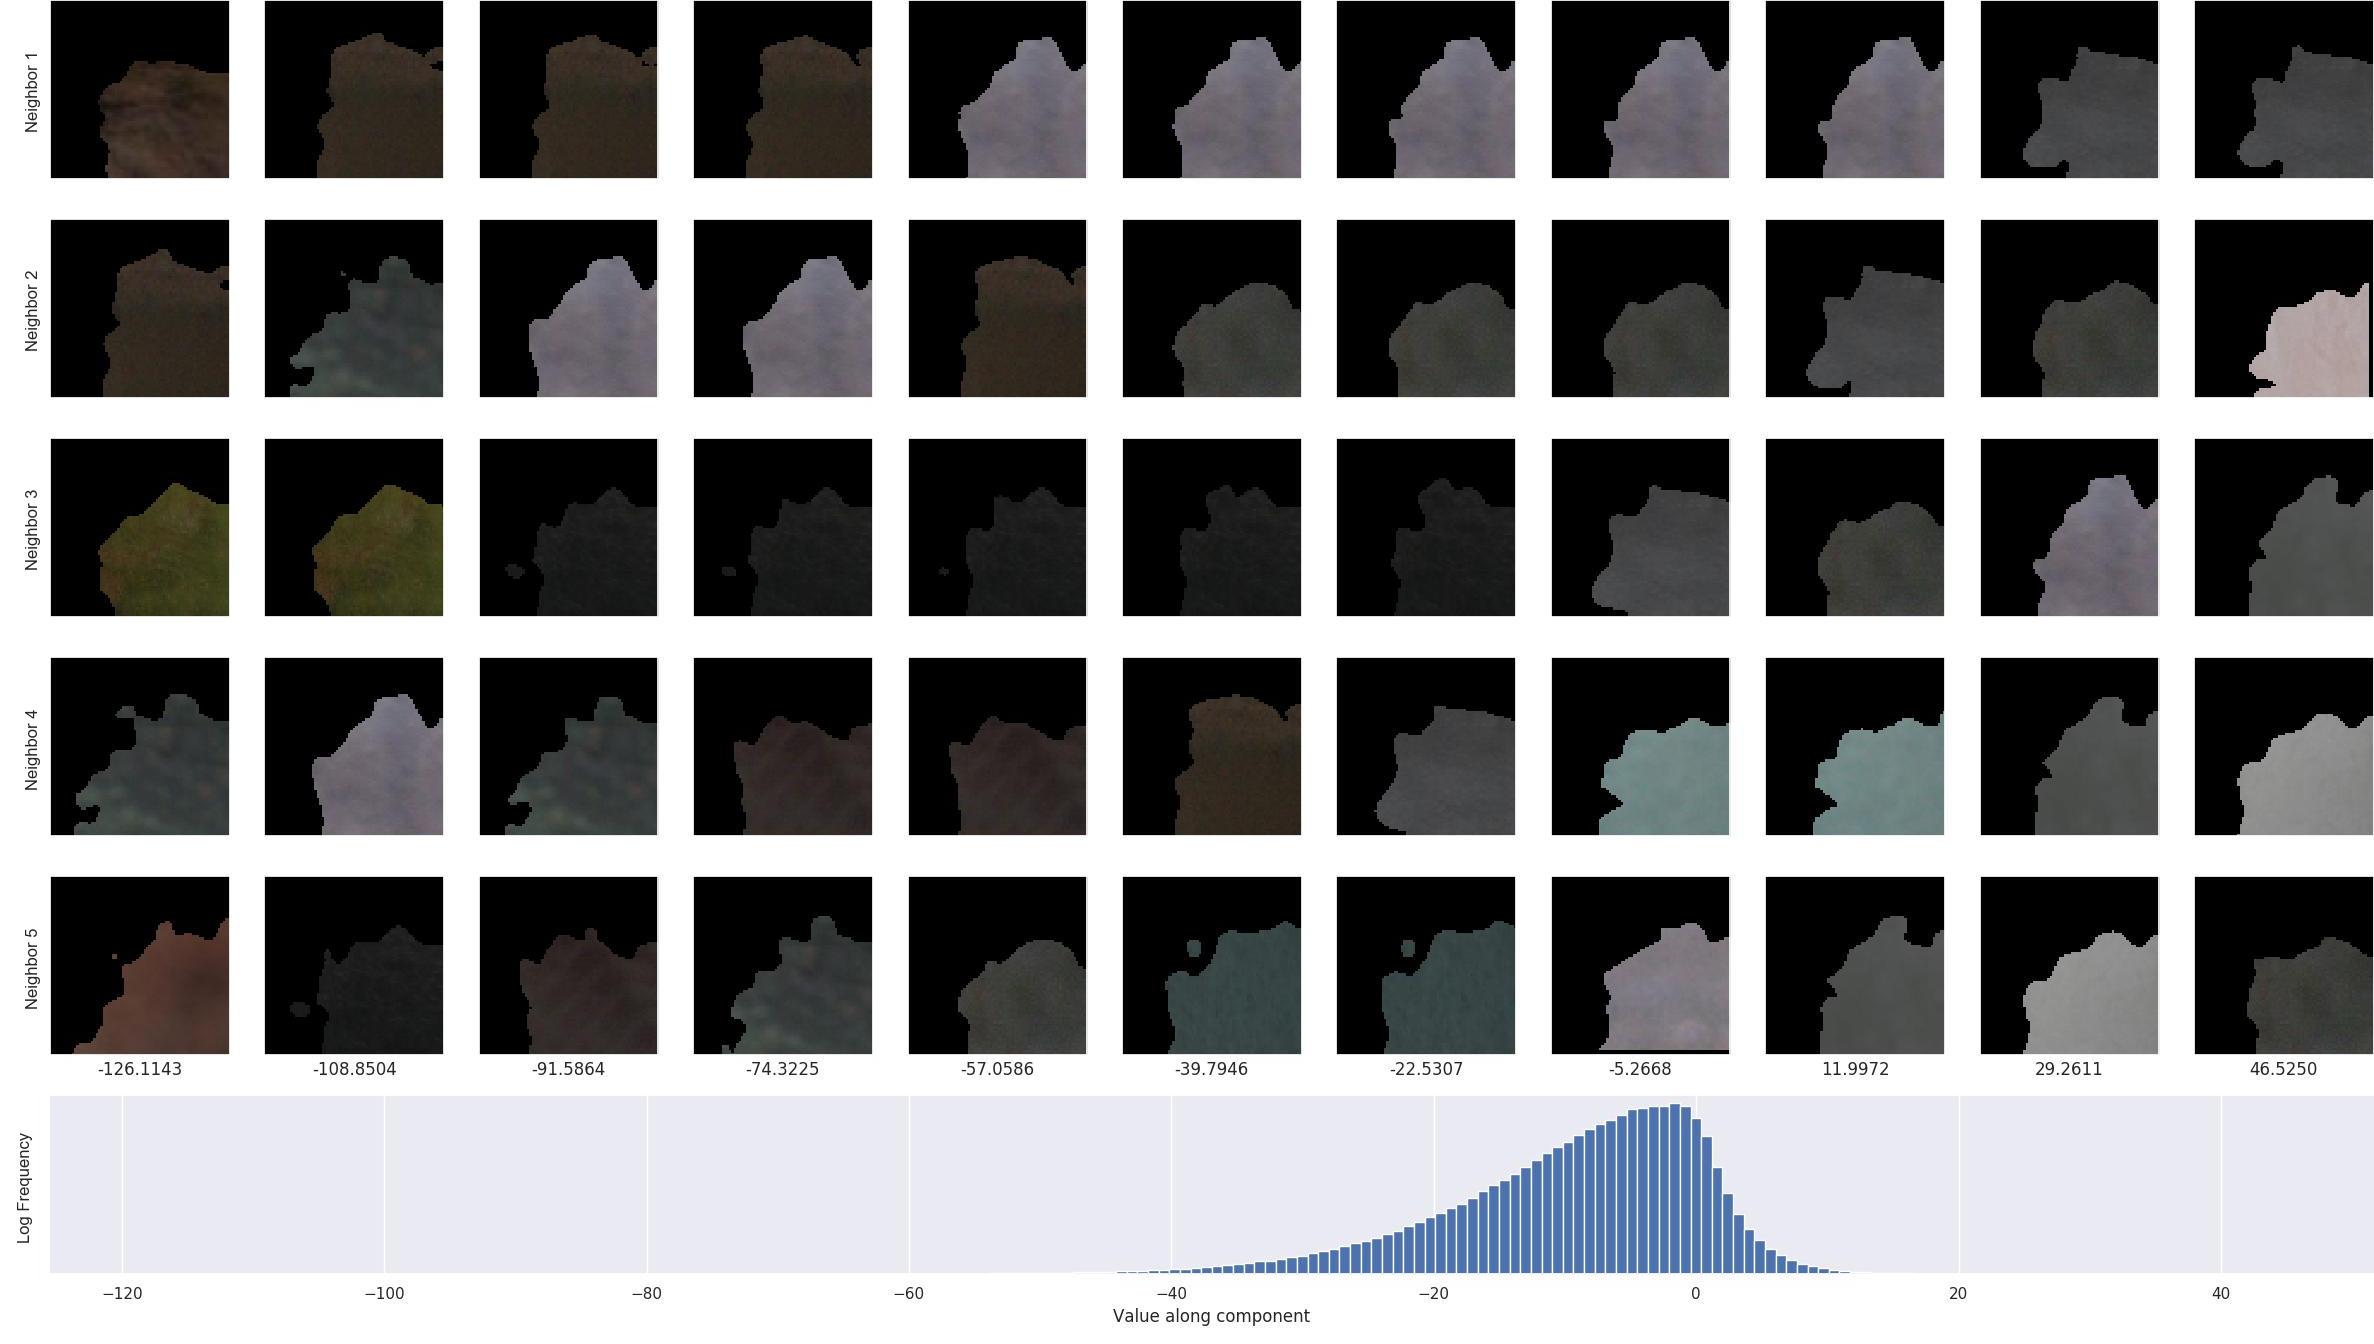 Neighbor 1
Neighbor 2
Neighbor 3
Neighbor 4
Neighbor 5
-126.1143 -108.8504 -91.5864 -74.3225 -57.0586 -39.7946 -22.5307 -5.2668 11.9972 29.2611 46.5250
Log Frequency
−120 −100 −80 −60 −40 −20 0 20 40
Value along component